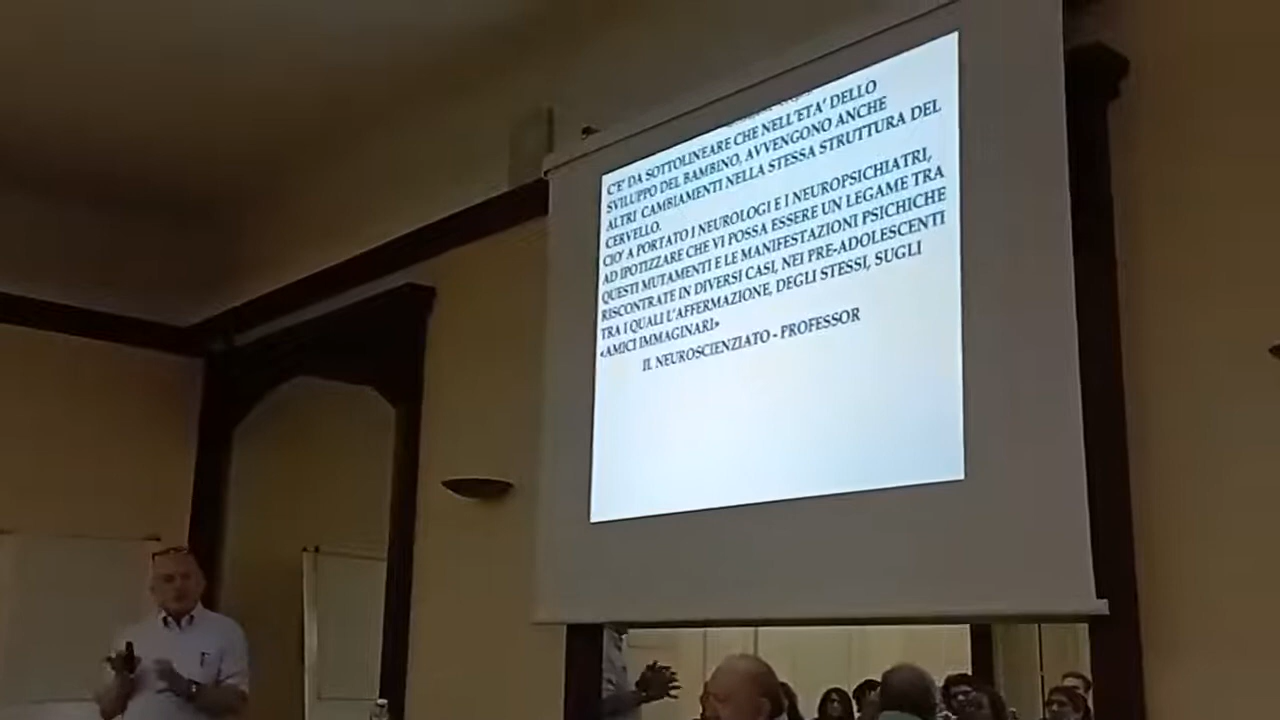 C'E' DA SOTTOLINEARE CHE NELL'ETA' DELLO
SVILUPPO DEL BAMBINO, AVVENGONO ANCHE
ALTRI CAMBIAMENTI NELLA STESSA STRUTTURA DEL
CERVELLO.
CIO' A PORTATO I NEUROLOGI E I NEUROPSICHIATRI,
AD IPOTIZZARE CHE VI POSSA ESSERE UN LEGAME TRA
QUESTI MUTAMENTI E LE MANIFESTAZIONI PSICHICHE
RISCONTRATE IN DIVERSI CASI, NEI PRE-ADOLESCENTI
TRA I QUALI L'AFFERMAZIONE, DEGLI STESSI, SUGLI
«AMICI IMMAGINARI»
IL NEUROSCIENZIATO - PROFESSOR